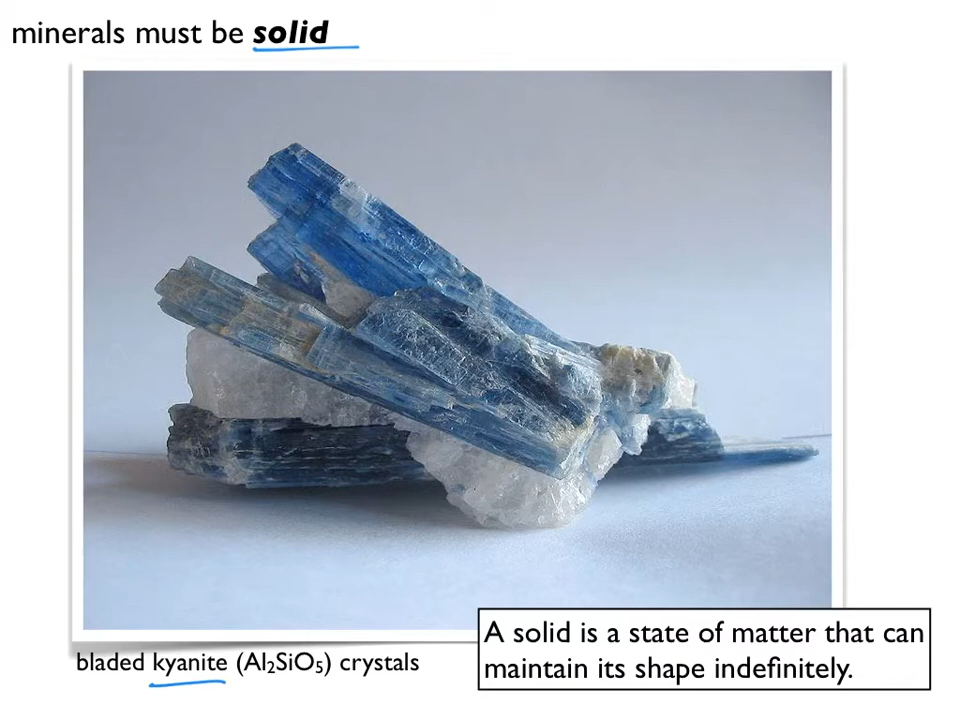 minerals must be solid
bladed kyanite (Al₂SiO₅) crystals
A solid is a state of matter that can
maintain its shape indefinitely.